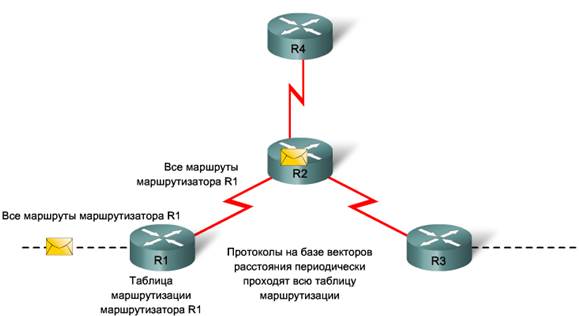 R4
R2
Все маршруты
маршрутизатора R1
Все маршруты маршрутизатора R1
R1
Таблица
маршрутизации
маршрутизатора R1
Протоколы на базе векторов
расстояния периодически
проходят всю таблицу
маршрутизации
R3